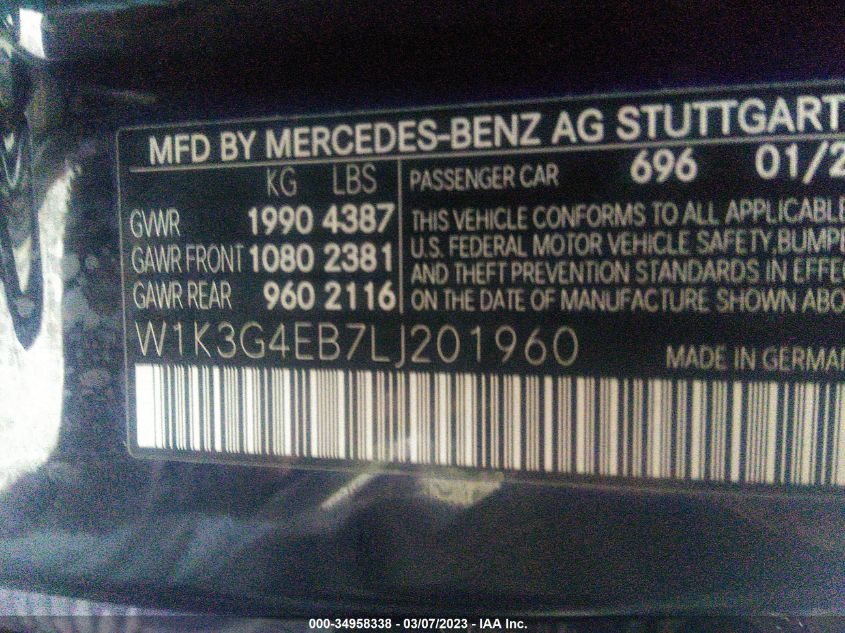 MFD BY MERCEDES-BENZ AG STUTTGART
KG LBS PASSENGER CAR 696 01/2
GVWR 1990 4387 THIS VEHICLE CONFORMS TO ALL APPLICABLE
GAWR FRONT 1080 2381 U.S. FEDERAL MOTOR VEHICLE SAFETY, BUMPE
GAWR REAR 960 2116 AND THEFT PREVENTION STANDARDS IN EFFEC
ON THE DATE OF MANUFACTURE SHOWN ABO
W1K3G4EB7LJ201960 MADE IN GERMAN
000-34958338 - 03/07/2023 - IAA Inc.